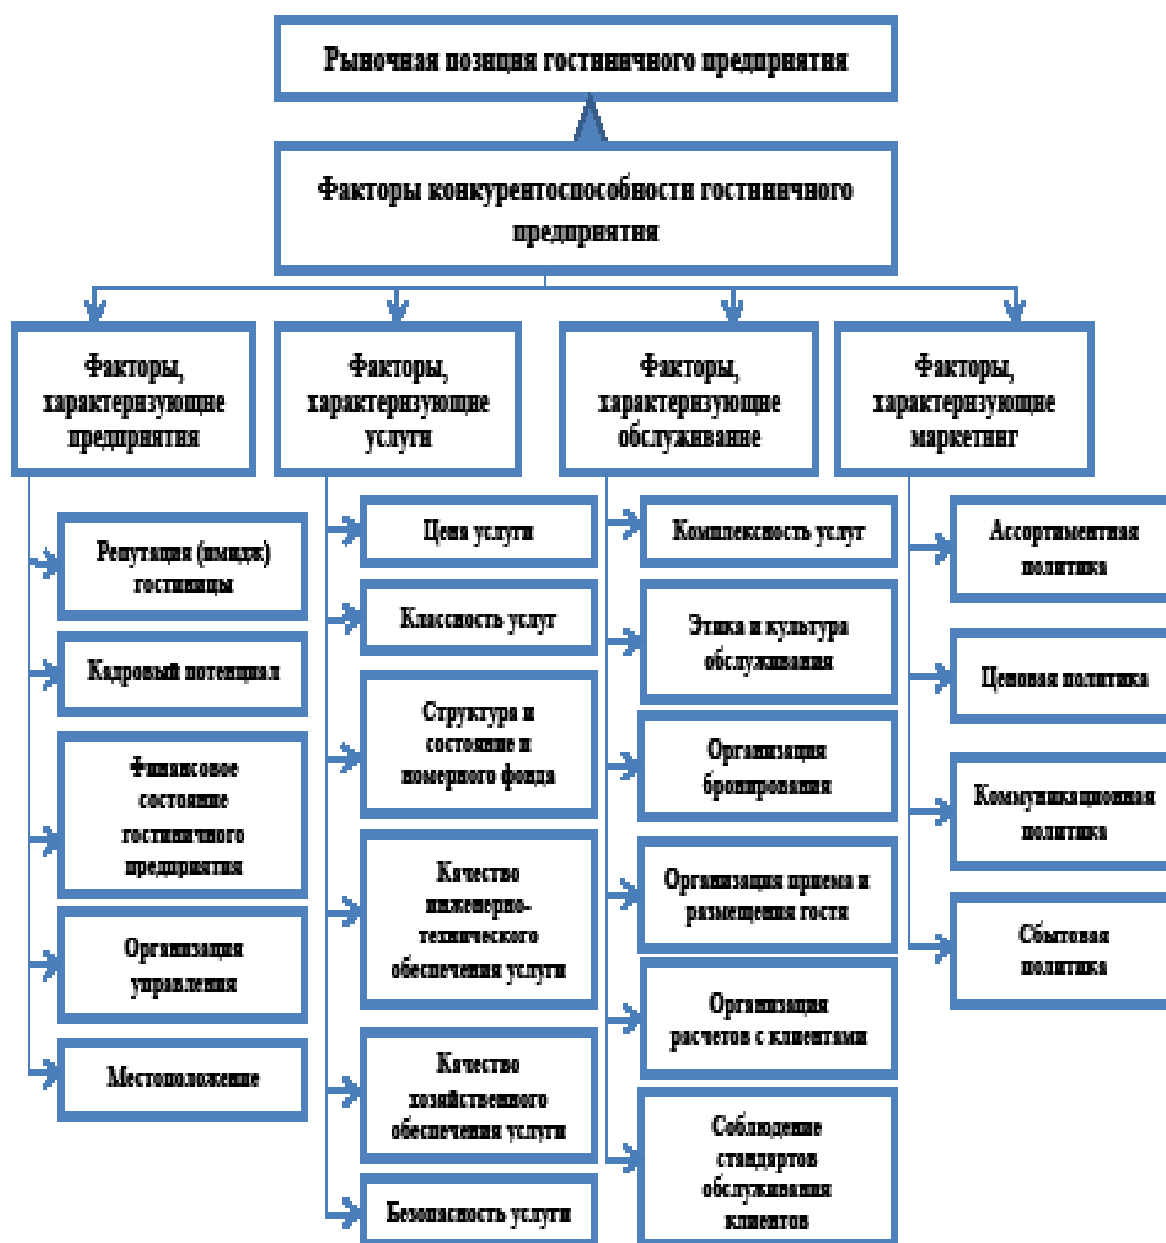 Рыночная позиция гостиничного предприятия
Факторы конкурентоспособности гостиничного
предприятия
Факторы,
характеризующие
предприятия
Факторы,
характеризующие
услуги
Факторы,
характеризующие
обслуживание
Факторы,
характеризующие
маркетинг
Репутация (имидж)
гостиницы
Кадровый потенциал
Финансовое
состояние
гостиничного
предприятия
Организация
управления
Местоположение
Цена услуги
Классность услуг
Структура и
состояние и
номерного фонда
Качество
инженерно-
технического
обеспечения услуги
Качество
хозяйственного
обеспечения услуги
Безопасность услуги
Комплексность услуг
Этика и культура
обслуживания
Организация
бронирования
Организация приема и
размещения гостя
Организация
расчетов с клиентами
Соблюдение
стандартов
обслуживания
клиентов
Ассортиментная
политика
Ценовая политика
Коммуникационная
политика
Сбытовая
политика